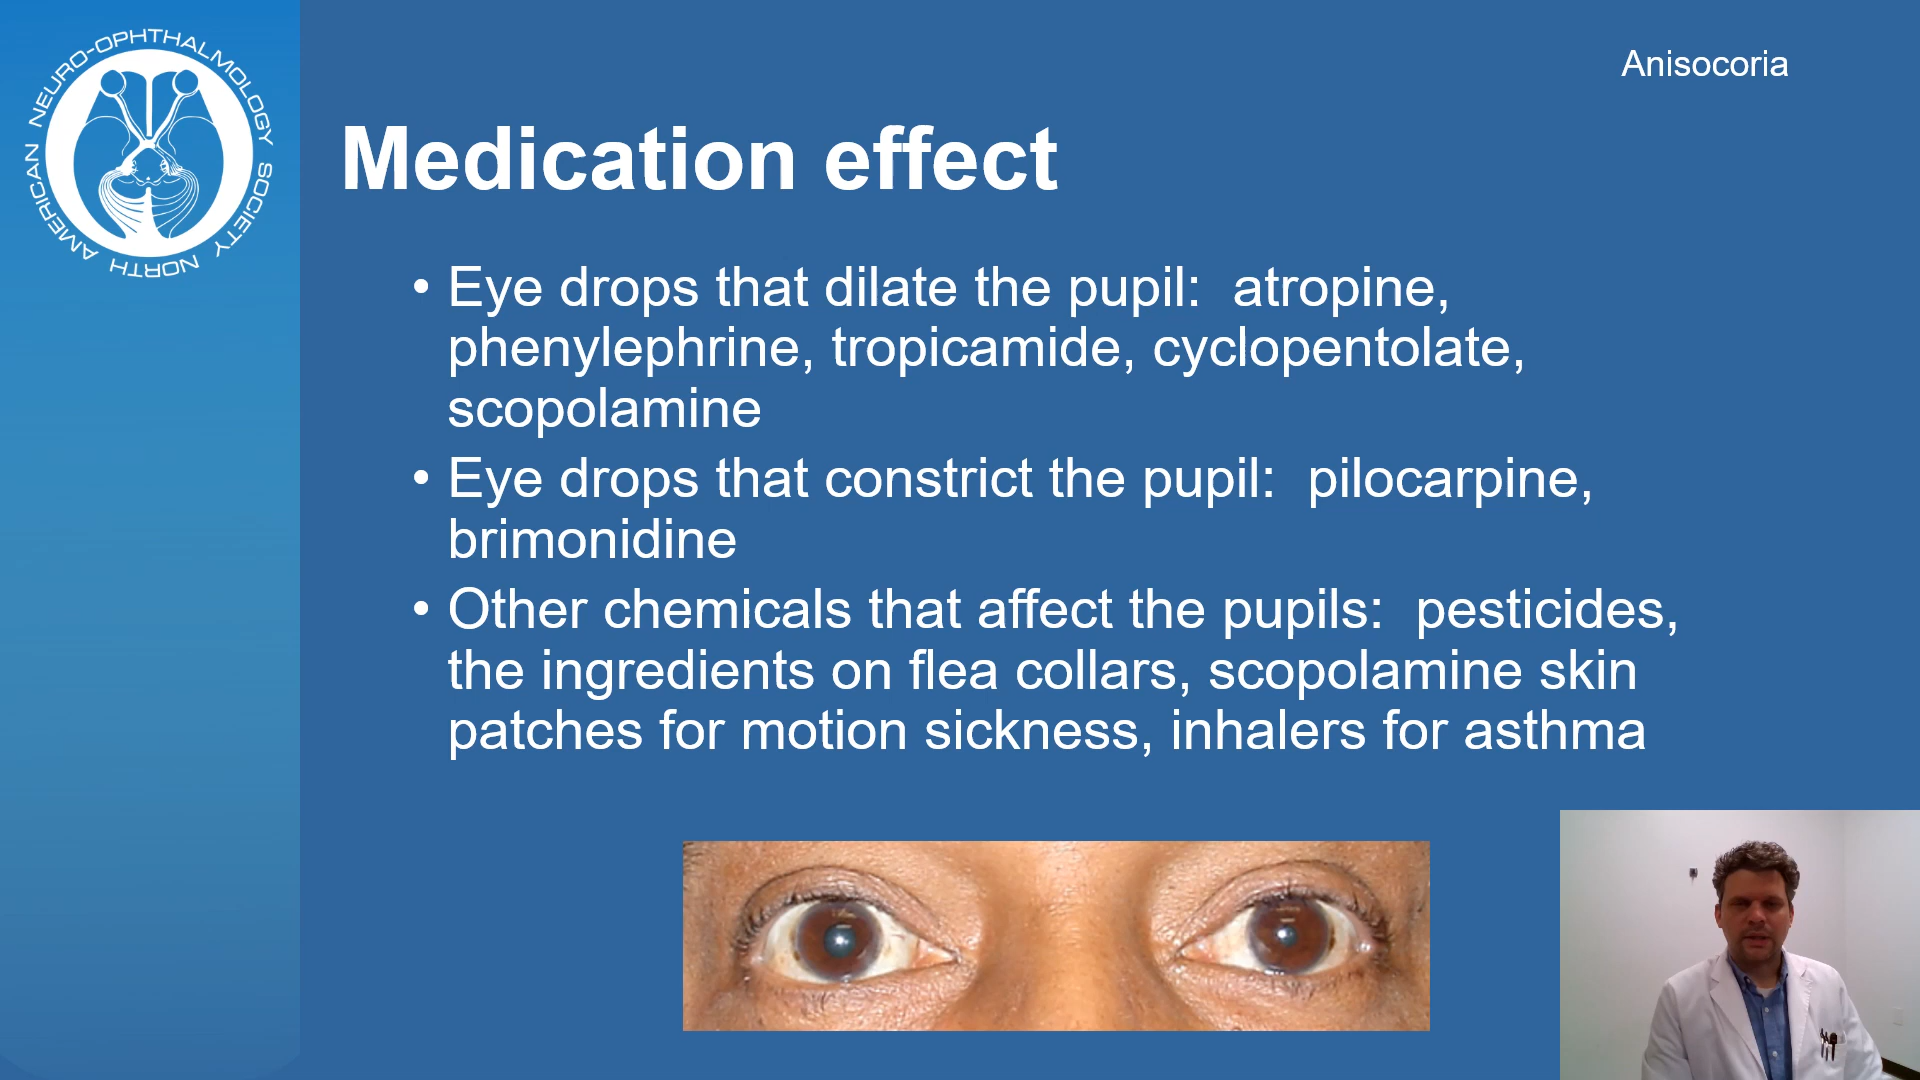 NORTH AMERICAN NEURO-OPHTHALMOLOGY SOCIETY
Anisocoria
Medication effect
• Eye drops that dilate the pupil:  atropine,
phenylephrine, tropicamide, cyclopentolate,
scopolamine
• Eye drops that constrict the pupil:  pilocarpine,
brimonidine
• Other chemicals that affect the pupils:  pesticides,
the ingredients on flea collars, scopolamine skin
patches for motion sickness, inhalers for asthma